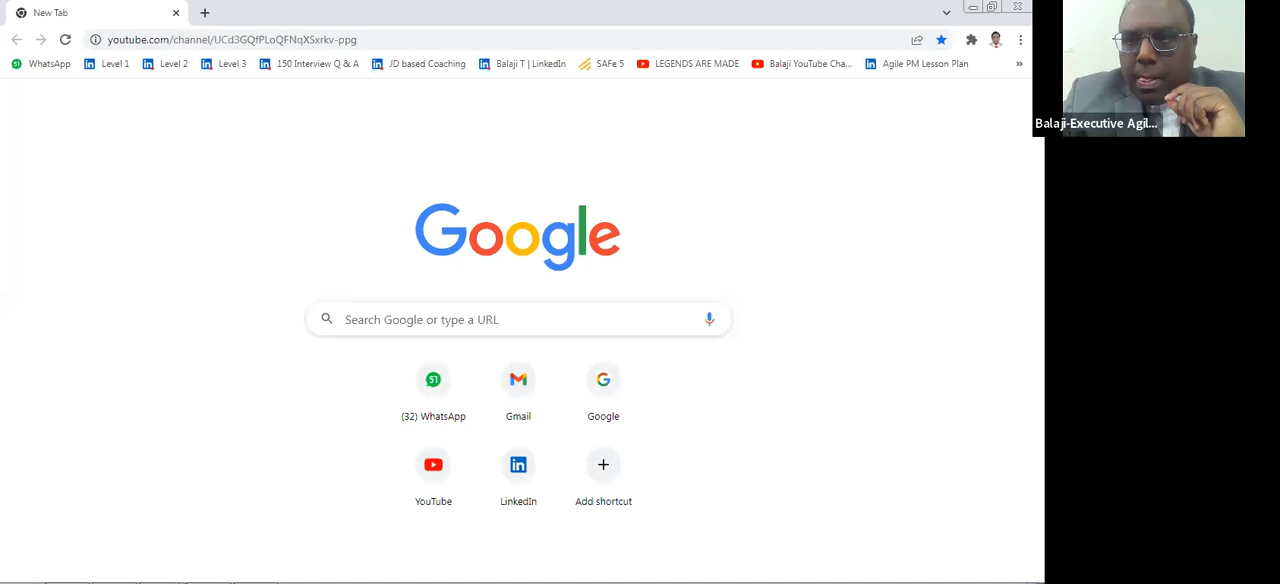 New Tab
youtube.com/channel/UCd3GQfPLoQFNqXSxrkv-ppg
WhatsApp Level 1 Level 2 Level 3 150 Interview Q & A JD based Coaching Balaji T | LinkedIn SAFe 5 LEGENDS ARE MADE Balaji YouTube Cha... Agile PM Lesson Plan »
Balaji-Executive Agil...
Google
Search Google or type a URL
51
(32) WhatsApp Gmail Google
YouTube LinkedIn Add shortcut